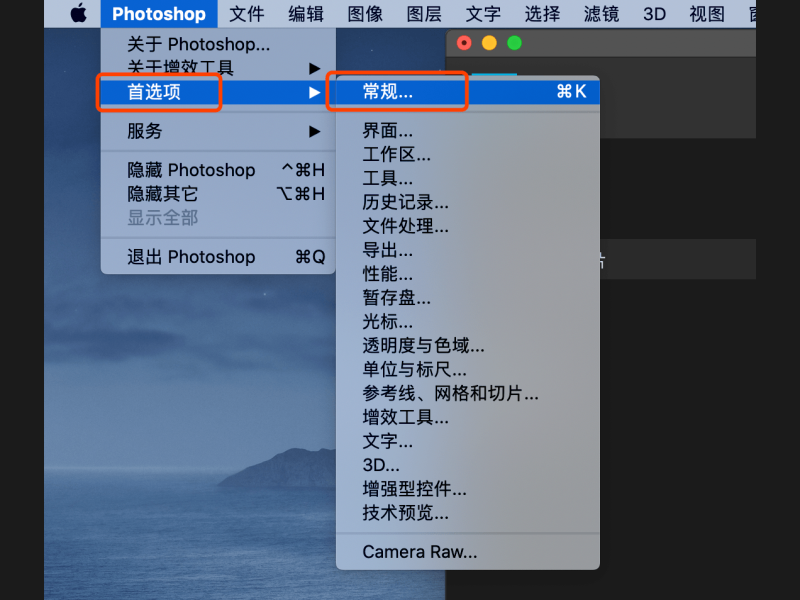 Photoshop 文件 编辑 图像 图层 文字 选择 滤镜 3D 视图
关于 Photoshop...
关于增效工具
首选项
服务
隐藏 Photoshop ^⌘H
隐藏其它 ⌥⌘H
显示全部
退出 Photoshop ⌘Q
常规... ⌘K
界面...
工作区...
工具...
历史记录...
文件处理...
导出...
性能...
暂存盘...
光标...
透明度与色域...
单位与标尺...
参考线、网格和切片...
增效工具...
文字...
3D...
增强型控件...
技术预览...
Camera Raw...